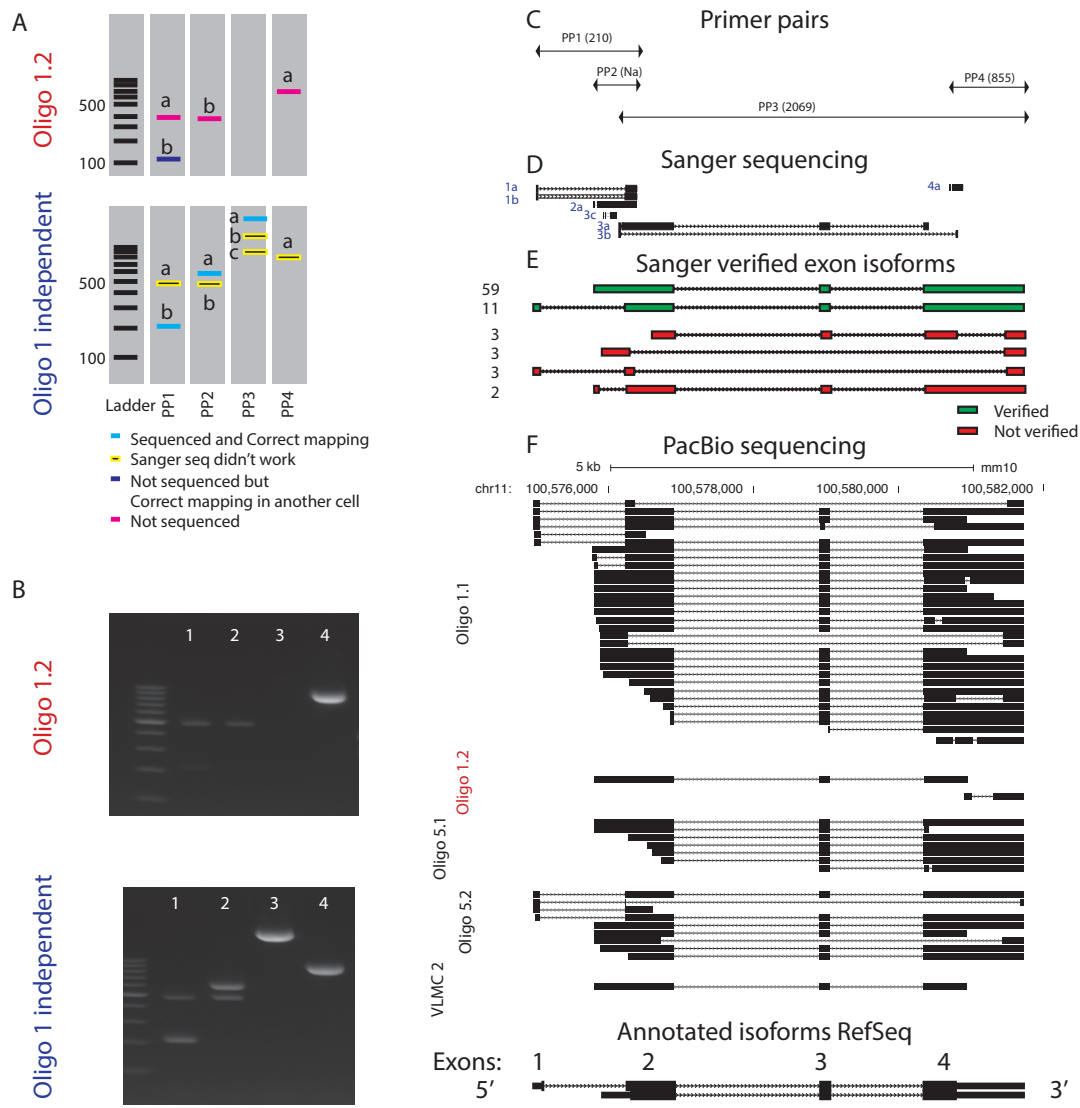 A
Oligo 1.2
500
100
a
b
b
a
Oligo 1 independent
500
100
a
b
a
b
a
b
c
a
Ladder
PP1
PP2
PP3
PP4
Sequenced and Correct mapping
Sanger seq didn't work
Not sequenced but
Correct mapping in another cell
Not sequenced
B
Oligo 1.2
1 2 3 4
Oligo 1 independent
1 2 3 4
C Primer pairs
PP1 (210)
PP2 (Na)
PP4 (855)
PP3 (2069)
D Sanger sequencing
1a
1b
2a
3c
3a
3b
4a
E Sanger verified exon isoforms
59
11
3
3
3
2
Verified
Not verified
F PacBio sequencing
5 kb mm10
chr11: 100,576,000 100,578,000 100,580,000 100,582,000
Oligo 1.1
Oligo 1.2
Oligo 5.1
Oligo 5.2
VLMC 2
Annotated isoforms RefSeq
Exons: 1 2 3 4
5' 3'